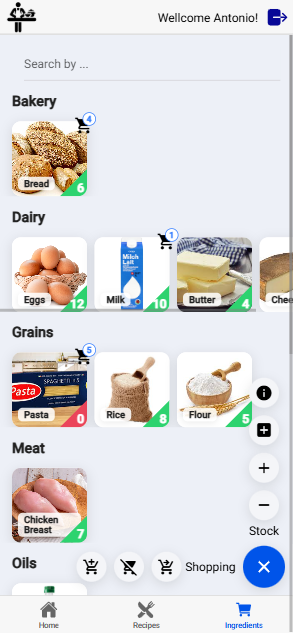 Wellcome Antonio!
Search by ...
Bakery
4
Bread
6
Dairy
1
Milch
Lait
Eggs
12
Milk
10
Butter
4
Chee
Grains
5
SPAGHETTI n.5
Pasta
Pasta
0
Rice
8
Flour
5
Meat
Chicken
Breast
7
Stock
Oils
Shopping
Home
Recipes
Ingredients